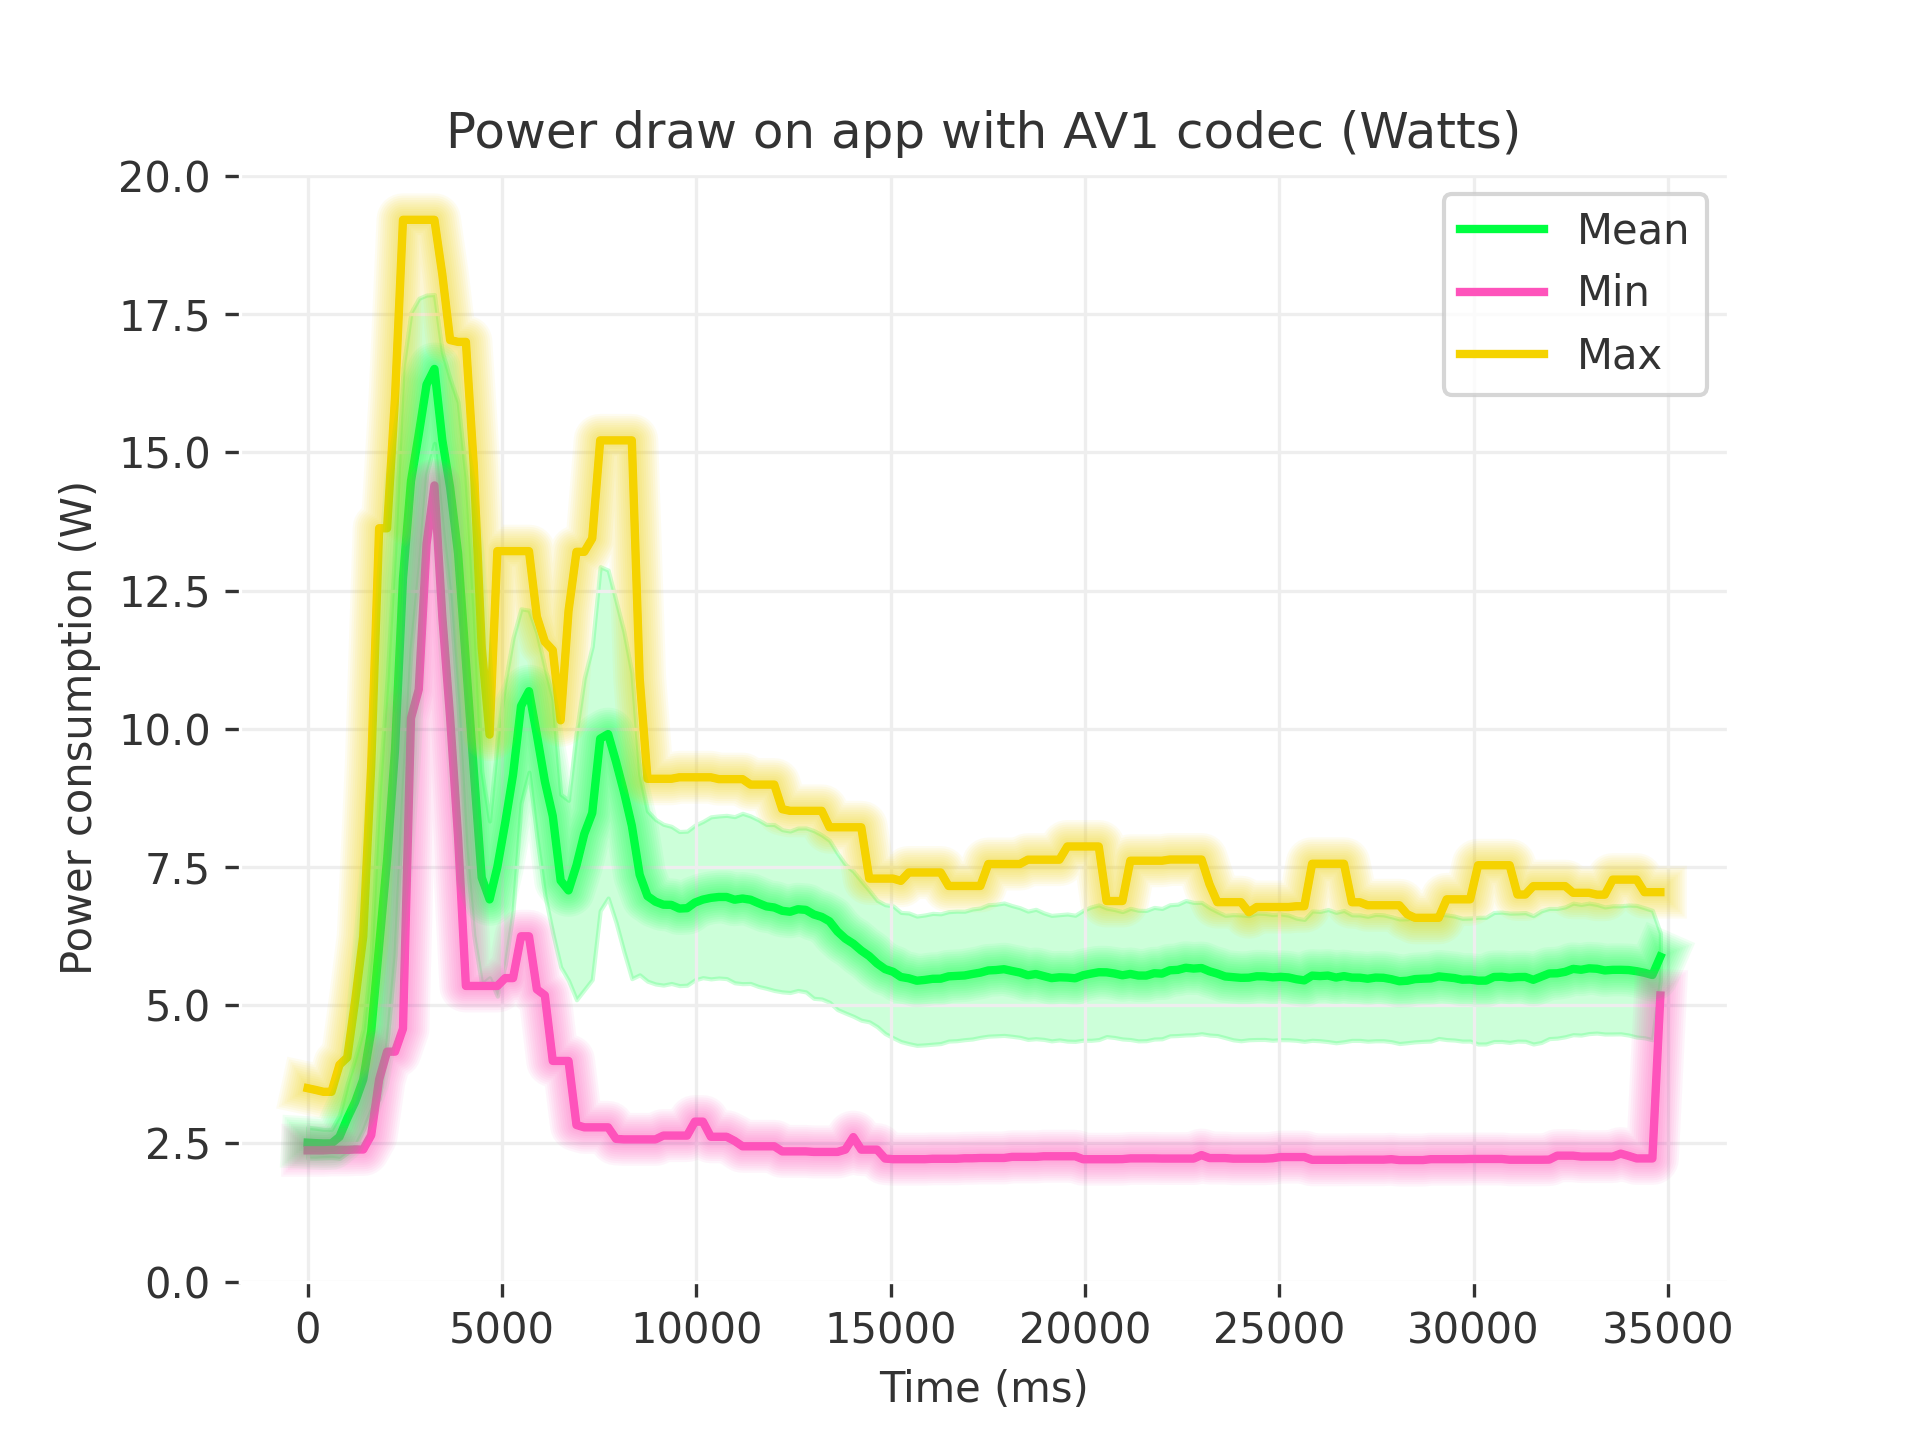 Power draw on app with AV1 codec (Watts)
20.0
17.5
15.0
12.5
10.0
7.5
5.0
2.5
0.0
Power consumption (W)
Mean
Min
Max
0 5000 10000 15000 20000 25000 30000 35000
Time (ms)